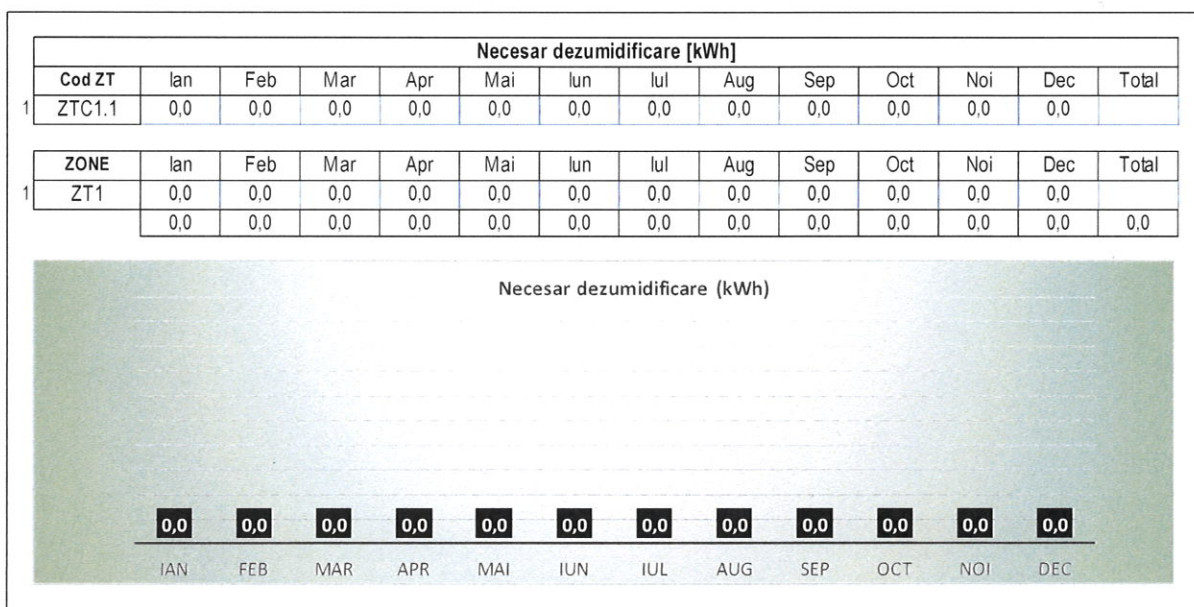 Necesar dezumidificare [kWh]
Cod ZT Ian Feb Mar Apr Mai Iun Iul Aug Sep Oct Noi Dec Total
1 ZTC1.1 0,0 0,0 0,0 0,0 0,0 0,0 0,0 0,0 0,0 0,0 0,0 0,0
ZONE Ian Feb Mar Apr Mai Iun Iul Aug Sep Oct Noi Dec Total
1 ZT1 0,0 0,0 0,0 0,0 0,0 0,0 0,0 0,0 0,0 0,0 0,0 0,0
0,0 0,0 0,0 0,0 0,0 0,0 0,0 0,0 0,0 0,0 0,0 0,0 0,0
Necesar dezumidificare (kWh)
0,0 0,0 0,0 0,0 0,0 0,0 0,0 0,0 0,0 0,0 0,0 0,0
IAN FEB MAR APR MAI IUN IUL AUG SEP OCT NOI DEC